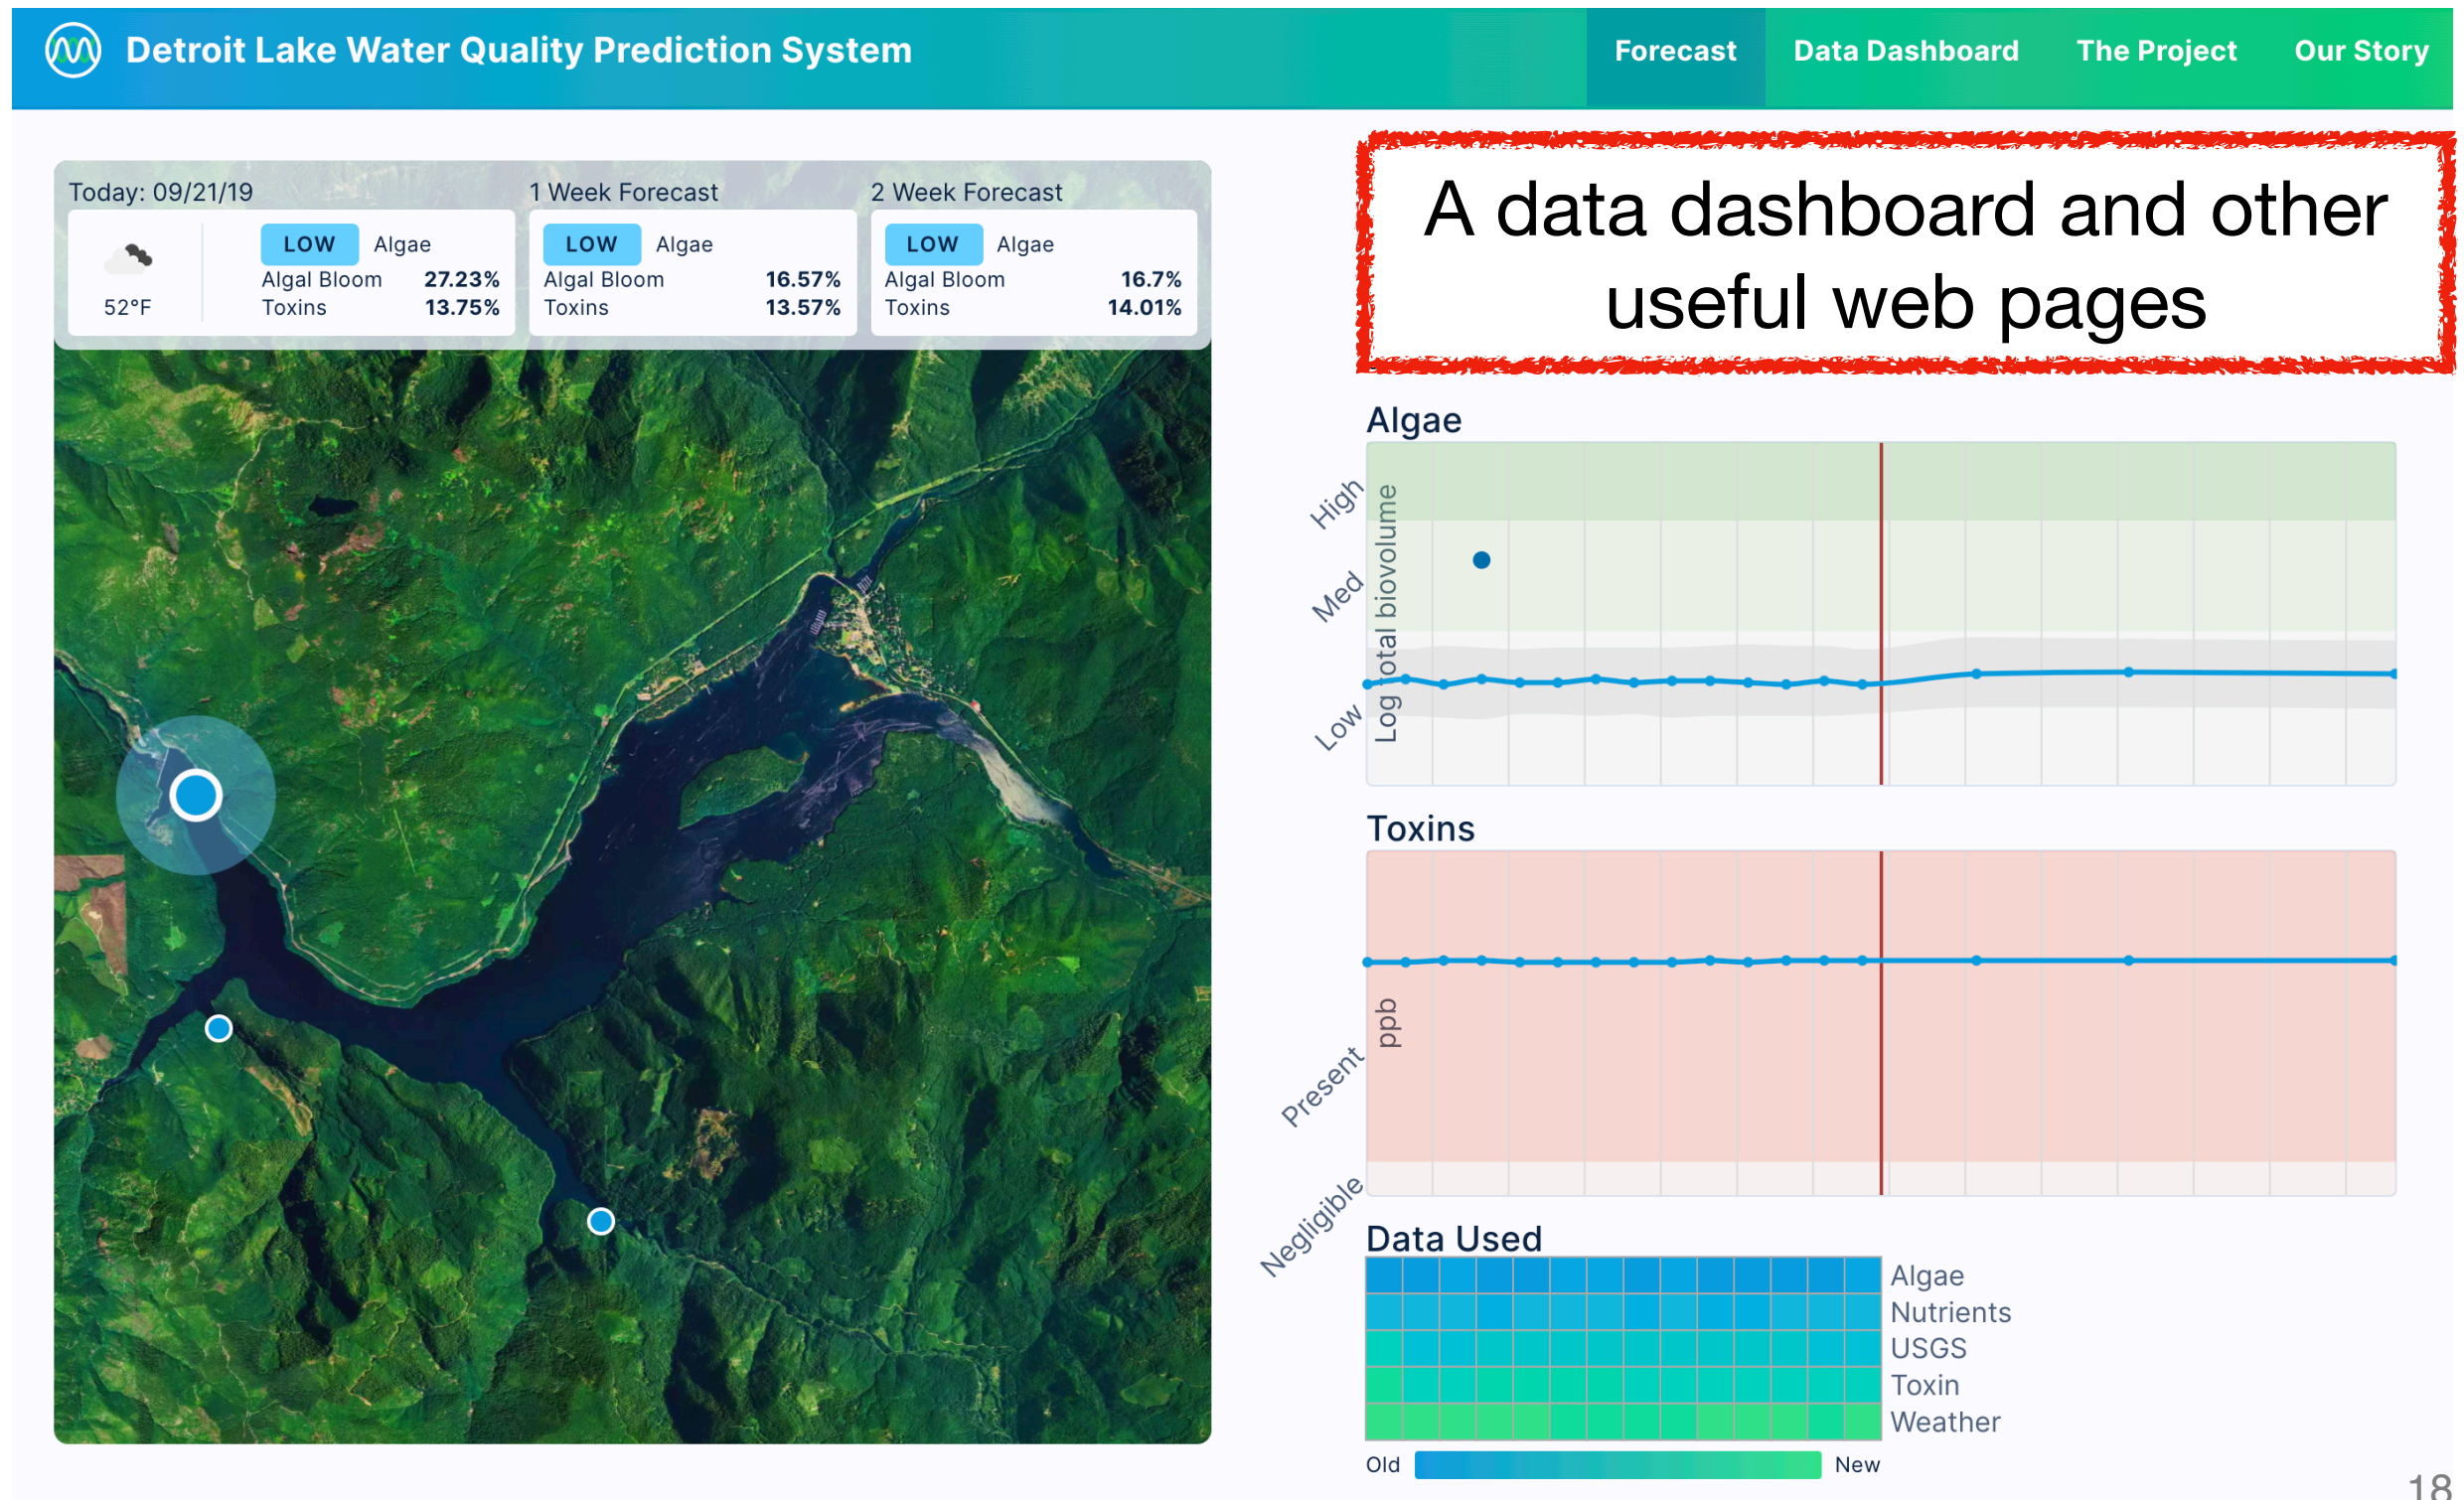 Detroit Lake Water Quality Prediction System
Forecast
Data Dashboard
The Project
Our Story
Today: 09/21/19
52°F
LOW Algae
Algal Bloom 27.23%
Toxins 13.75%
1 Week Forecast
LOW Algae
Algal Bloom 16.57%
Toxins 13.57%
2 Week Forecast
LOW Algae
Algal Bloom 16.7%
Toxins 14.01%
A data dashboard and other
useful web pages
Algae
High
Med
Low
Log total biovolume
Toxins
ppb
Present
Negligible
Data Used
Algae
Nutrients
USGS
Toxin
Weather
Old
New
18